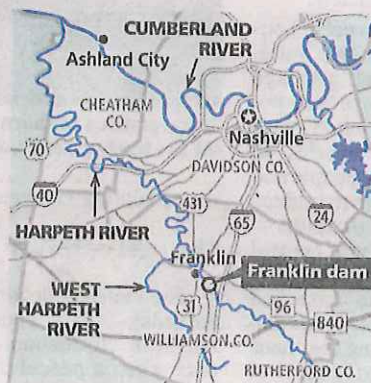 CUMBERLAND
RIVER
Ashland City
CHEATHAM
CO.
Nashville
70
DAVIDSON CO.
40
431
HARPETH RIVER
65
24
Franklin
Franklin dam
WEST
HARPETH
RIVER
31
96
840
WILLIAMSON CO.
RUTHERFORD CO.